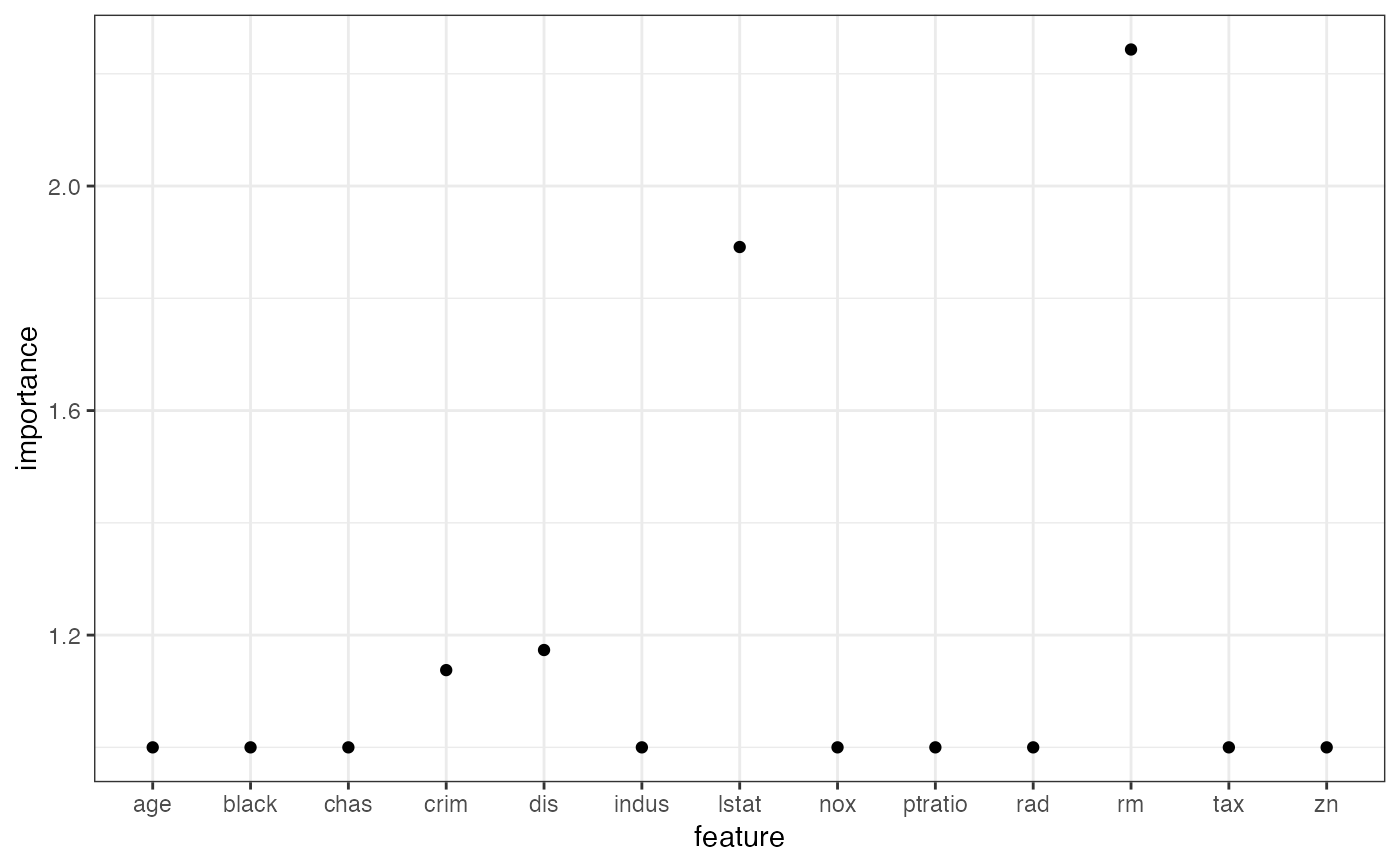 importance
2.0
1.6
1.2
age black chas crim dis indus lstat nox ptratio rad rm tax zn
feature